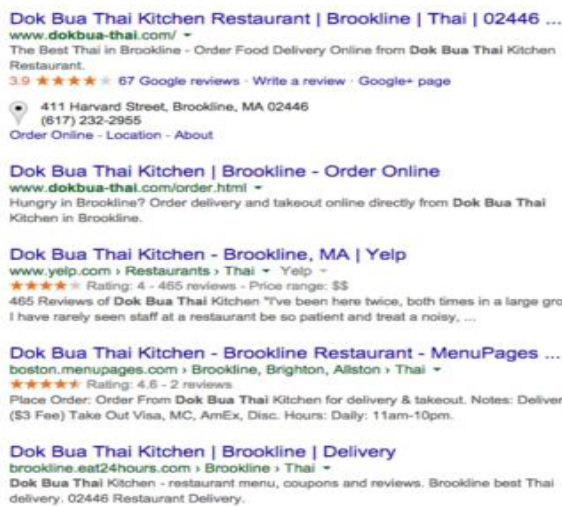 Dok Bua Thai Kitchen Restaurant | Brookline | Thai | 02446 ...
www.dokbua-thai.com/
The Best Thai in Brookline - Order Food Delivery Online from Dok Bua Thai Kitchen
Restaurant.
3.9 ★★★★★ 67 Google reviews · Write a review · Google+ page
411 Harvard Street, Brookline, MA 02446
(617) 232-2955
Order Online - Location - About
Dok Bua Thai Kitchen | Brookline - Order Online
www.dokbua-thai.com/order.html
Hungry in Brookline? Order delivery and takeout online directly from Dok Bua Thai
Kitchen in Brookline.
Dok Bua Thai Kitchen - Brookline, MA | Yelp
www.yelp.com › Restaurants › Thai Yelp
★★★★★ Rating: 4 - 465 reviews - Price range: $$
465 Reviews of Dok Bua Thai Kitchen "I've been here twice, both times in a large gro
I have rarely seen staff at a restaurant be so patient and treat a noisy, ...
Dok Bua Thai Kitchen - Brookline Restaurant - MenuPages ...
boston.menupages.com › Brookline, Brighton, Allston › Thai
★★★★★ Rating: 4.6 - 2 reviews
Place Order: Order From Dok Bua Thai Kitchen for delivery & takeout. Notes: Deliver
($3 Fee) Take Out Visa, MC, AmEx, Disc. Hours: Daily: 11am-10pm.
Dok Bua Thai Kitchen | Brookline | Delivery
brookline.eat24hours.com › Brookline › Thai
Dok Bua Thai Kitchen - restaurant menu, coupons and reviews. Brookline best Thai
delivery. 02446 Restaurant Delivery.